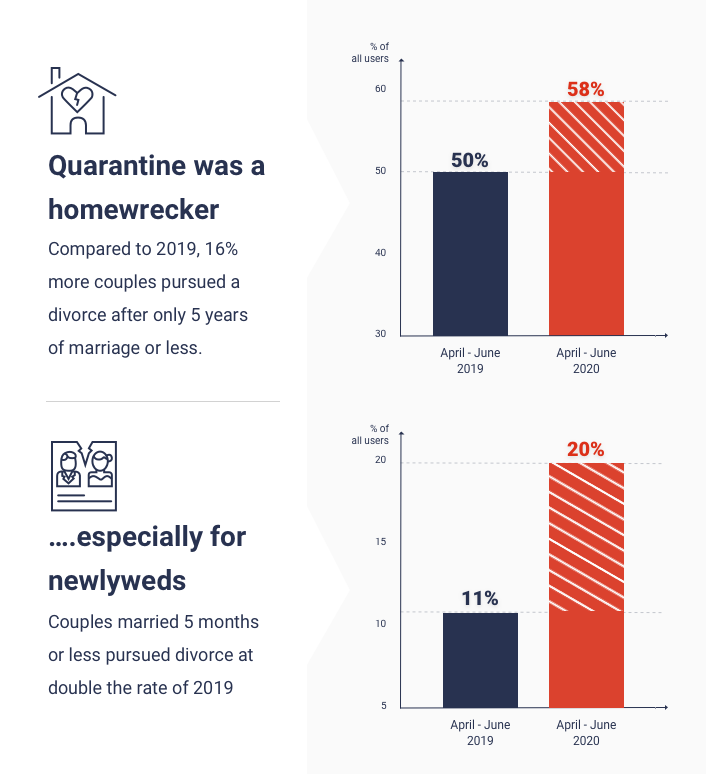 Quarantine was a
homewrecker
Compared to 2019, 16%
more couples pursued a
divorce after only 5 years
of marriage or less.
% of
all users
60
50
40
30
50%
58%
April - June
2019
April - June
2020
....especially for
newlyweds
Couples married 5 months
or less pursued divorce at
double the rate of 2019
% of
all users
20
15
10
5
11%
20%
April - June
2019
April - June
2020